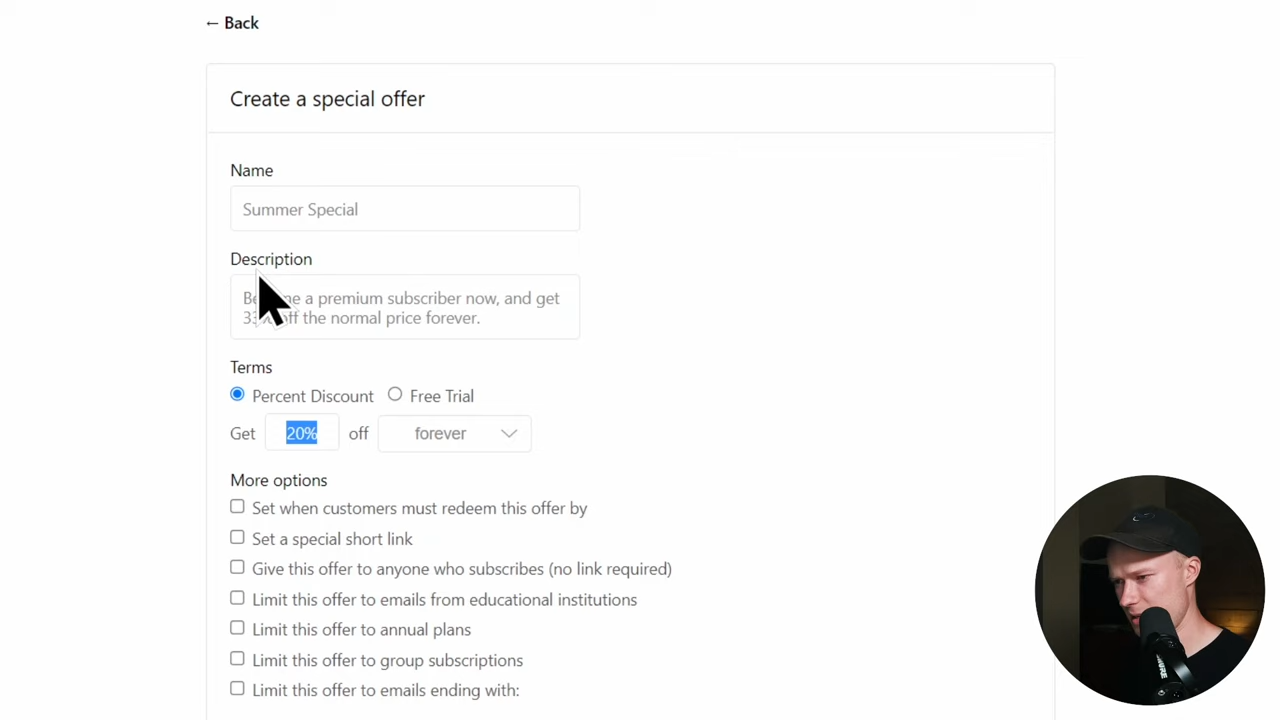 ← Back
Create a special offer
Name
Summer Special
Description
a premium subscriber now, and get
off the normal price forever.
Terms
Percent Discount Free Trial
Get 20% off forever
More options
Set when customers must redeem this offer by
Set a special short link
Give this offer to anyone who subscribes (no link required)
Limit this offer to emails from educational institutions
Limit this offer to annual plans
Limit this offer to group subscriptions
Limit this offer to emails ending with: